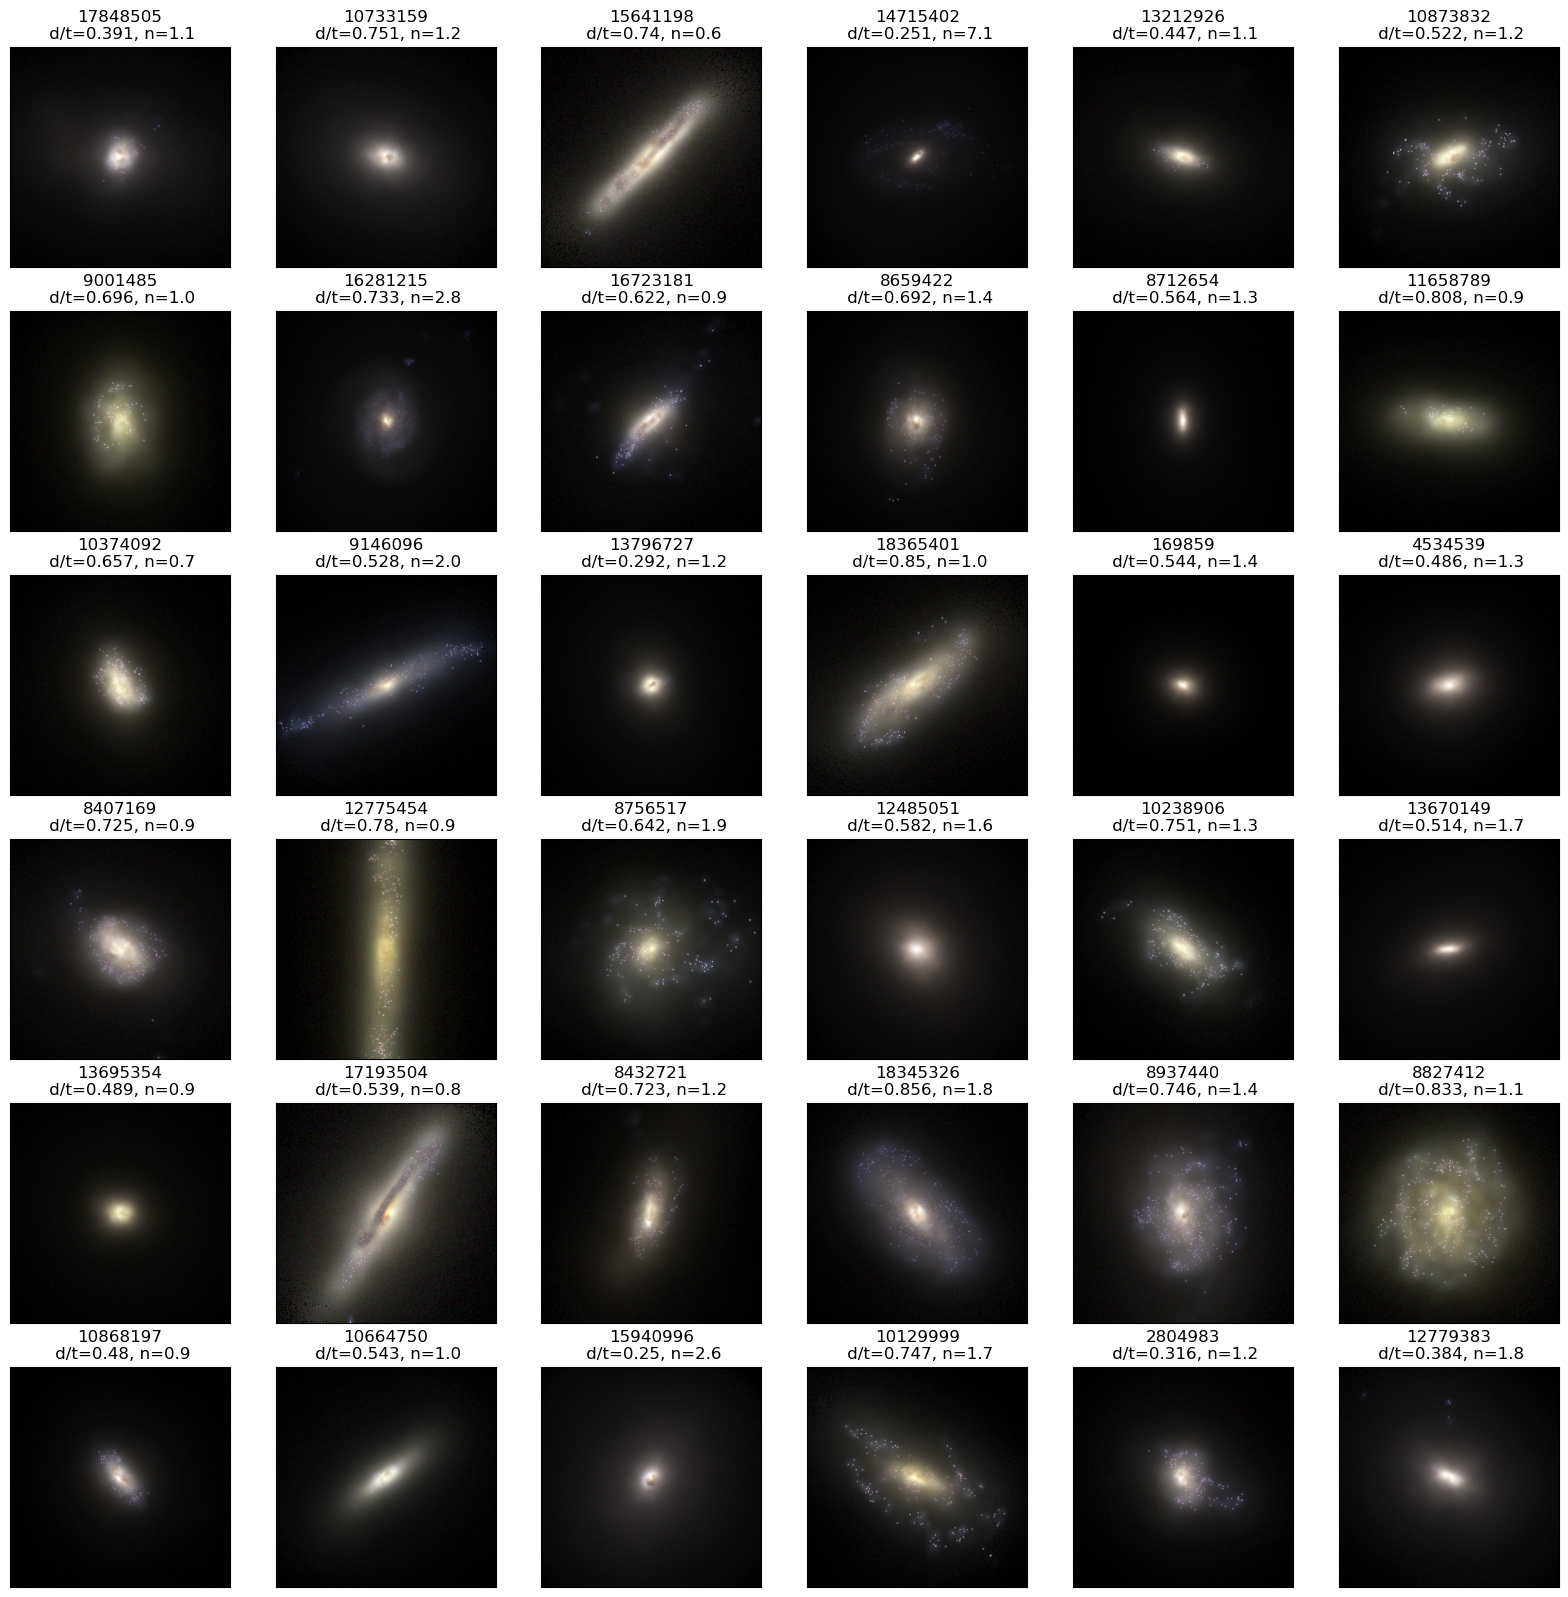 17848505
d/t=0.391, n=1.1
10733159
d/t=0.751, n=1.2
15641198
d/t=0.74, n=0.6
14715402
d/t=0.251, n=7.1
13212926
d/t=0.447, n=1.1
10873832
d/t=0.522, n=1.2
9001485
d/t=0.696, n=1.0
16281215
d/t=0.733, n=2.8
16723181
d/t=0.622, n=0.9
8659422
d/t=0.692, n=1.4
8712654
d/t=0.564, n=1.3
11658789
d/t=0.808, n=0.9
10374092
d/t=0.657, n=0.7
9146096
d/t=0.528, n=2.0
13796727
d/t=0.292, n=1.2
18365401
d/t=0.85, n=1.0
169859
d/t=0.544, n=1.4
4534539
d/t=0.486, n=1.3
8407169
d/t=0.725, n=0.9
12775454
d/t=0.78, n=0.9
8756517
d/t=0.642, n=1.9
12485051
d/t=0.582, n=1.6
10238906
d/t=0.751, n=1.3
13670149
d/t=0.514, n=1.7
13695354
d/t=0.489, n=0.9
17193504
d/t=0.539, n=0.8
8432721
d/t=0.723, n=1.2
18345326
d/t=0.856, n=1.8
8937440
d/t=0.746, n=1.4
8827412
d/t=0.833, n=1.1
10868197
d/t=0.48, n=0.9
10664750
d/t=0.543, n=1.0
15940996
d/t=0.25, n=2.6
10129999
d/t=0.747, n=1.7
2804983
d/t=0.316, n=1.2
12779383
d/t=0.384, n=1.8